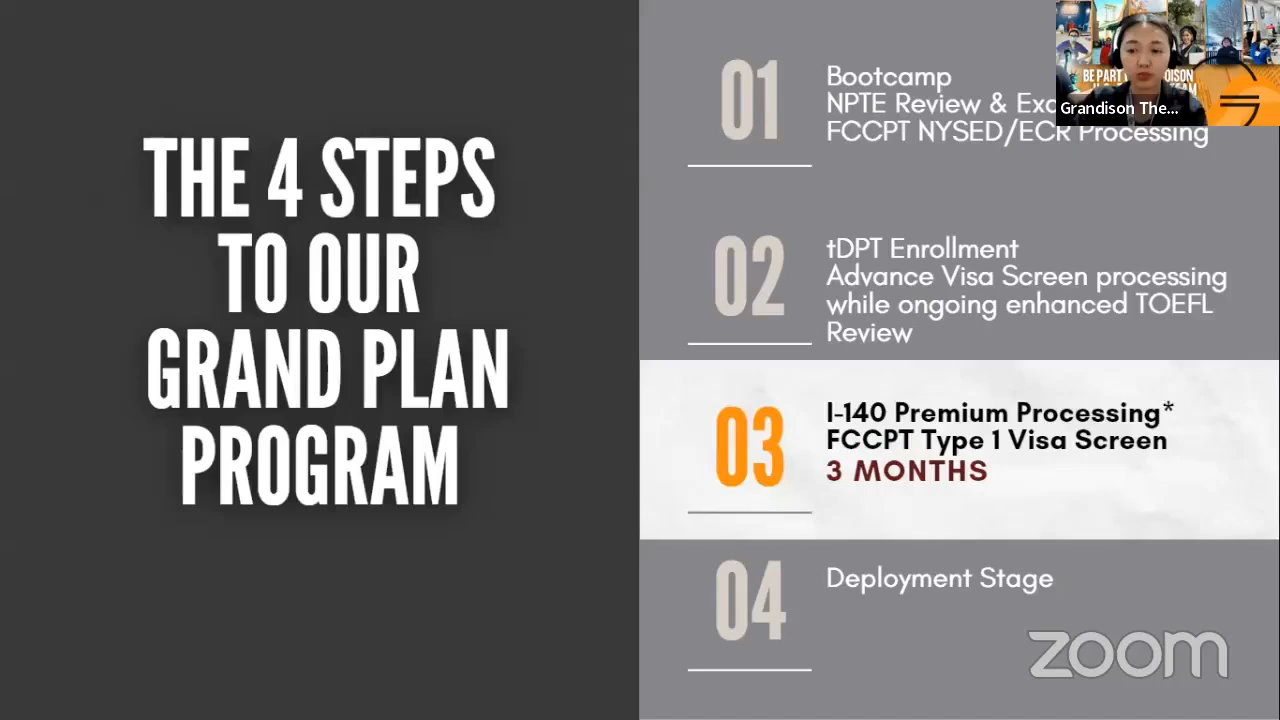 THE 4 STEPS
TO OUR
GRAND PLAN
PROGRAM
01
Bootcamp
NPTE Review &
FCCPT NYSED/ECR Processing
02
tDPT Enrollment
Advance Visa Screen processing
while ongoing enhanced TOEFL
Review
03
I-140 Premium Processing*
FCCPT Type 1 Visa Screen
3 MONTHS
04
Deployment Stage
BE PART
Grandison The...
zoom